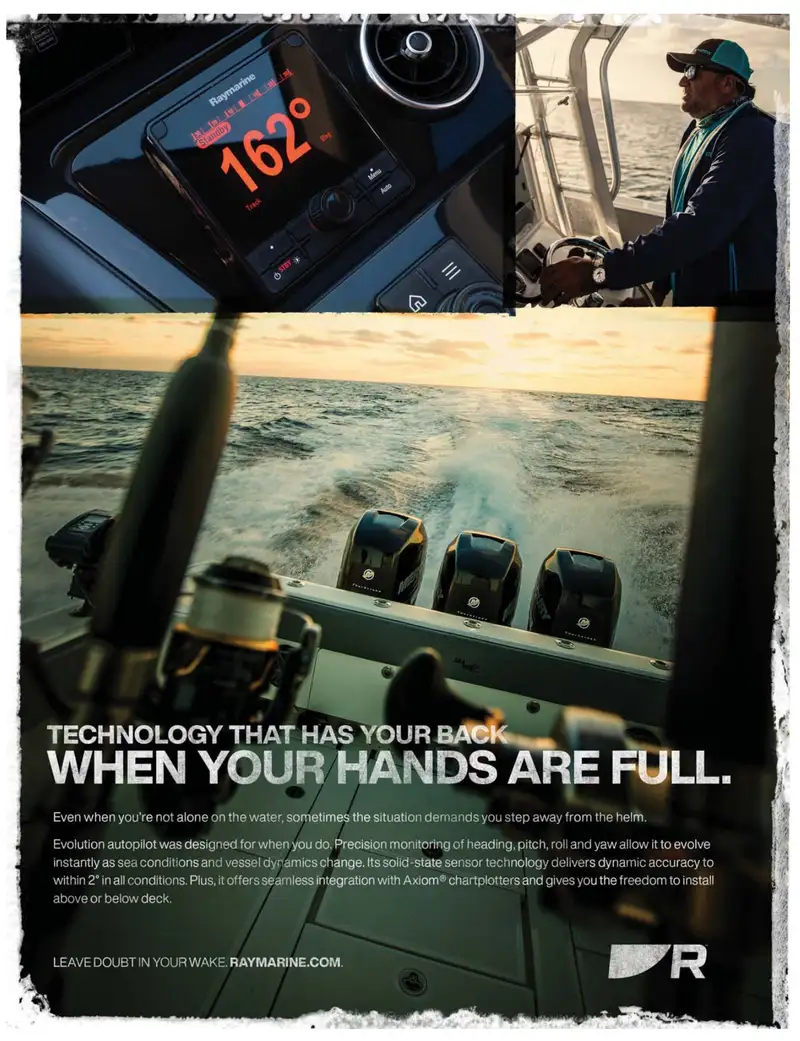 Raymarine
Standby
162°
Track
Menu
Auto
STBY
TECHNOLOGY THAT HAS YOUR BACK
WHEN YOUR HANDS ARE FULL.
Even when you're not alone on the water, sometimes the situation demands you step away from the helm.
Evolution autopilot was designed for when you do. Precision monitoring of heading, pitch, roll and yaw allow it to evolve
instantly as sea conditions and vessel dynamics change. Its solid-state sensor technology delivers dynamic accuracy to
within 2° in all conditions. Plus, it offers seamless integration with Axiom® chartplotters and gives you the freedom to install
above or below deck.
LEAVE DOUBT IN YOUR WAKE. RAYMARINE.COM.
R